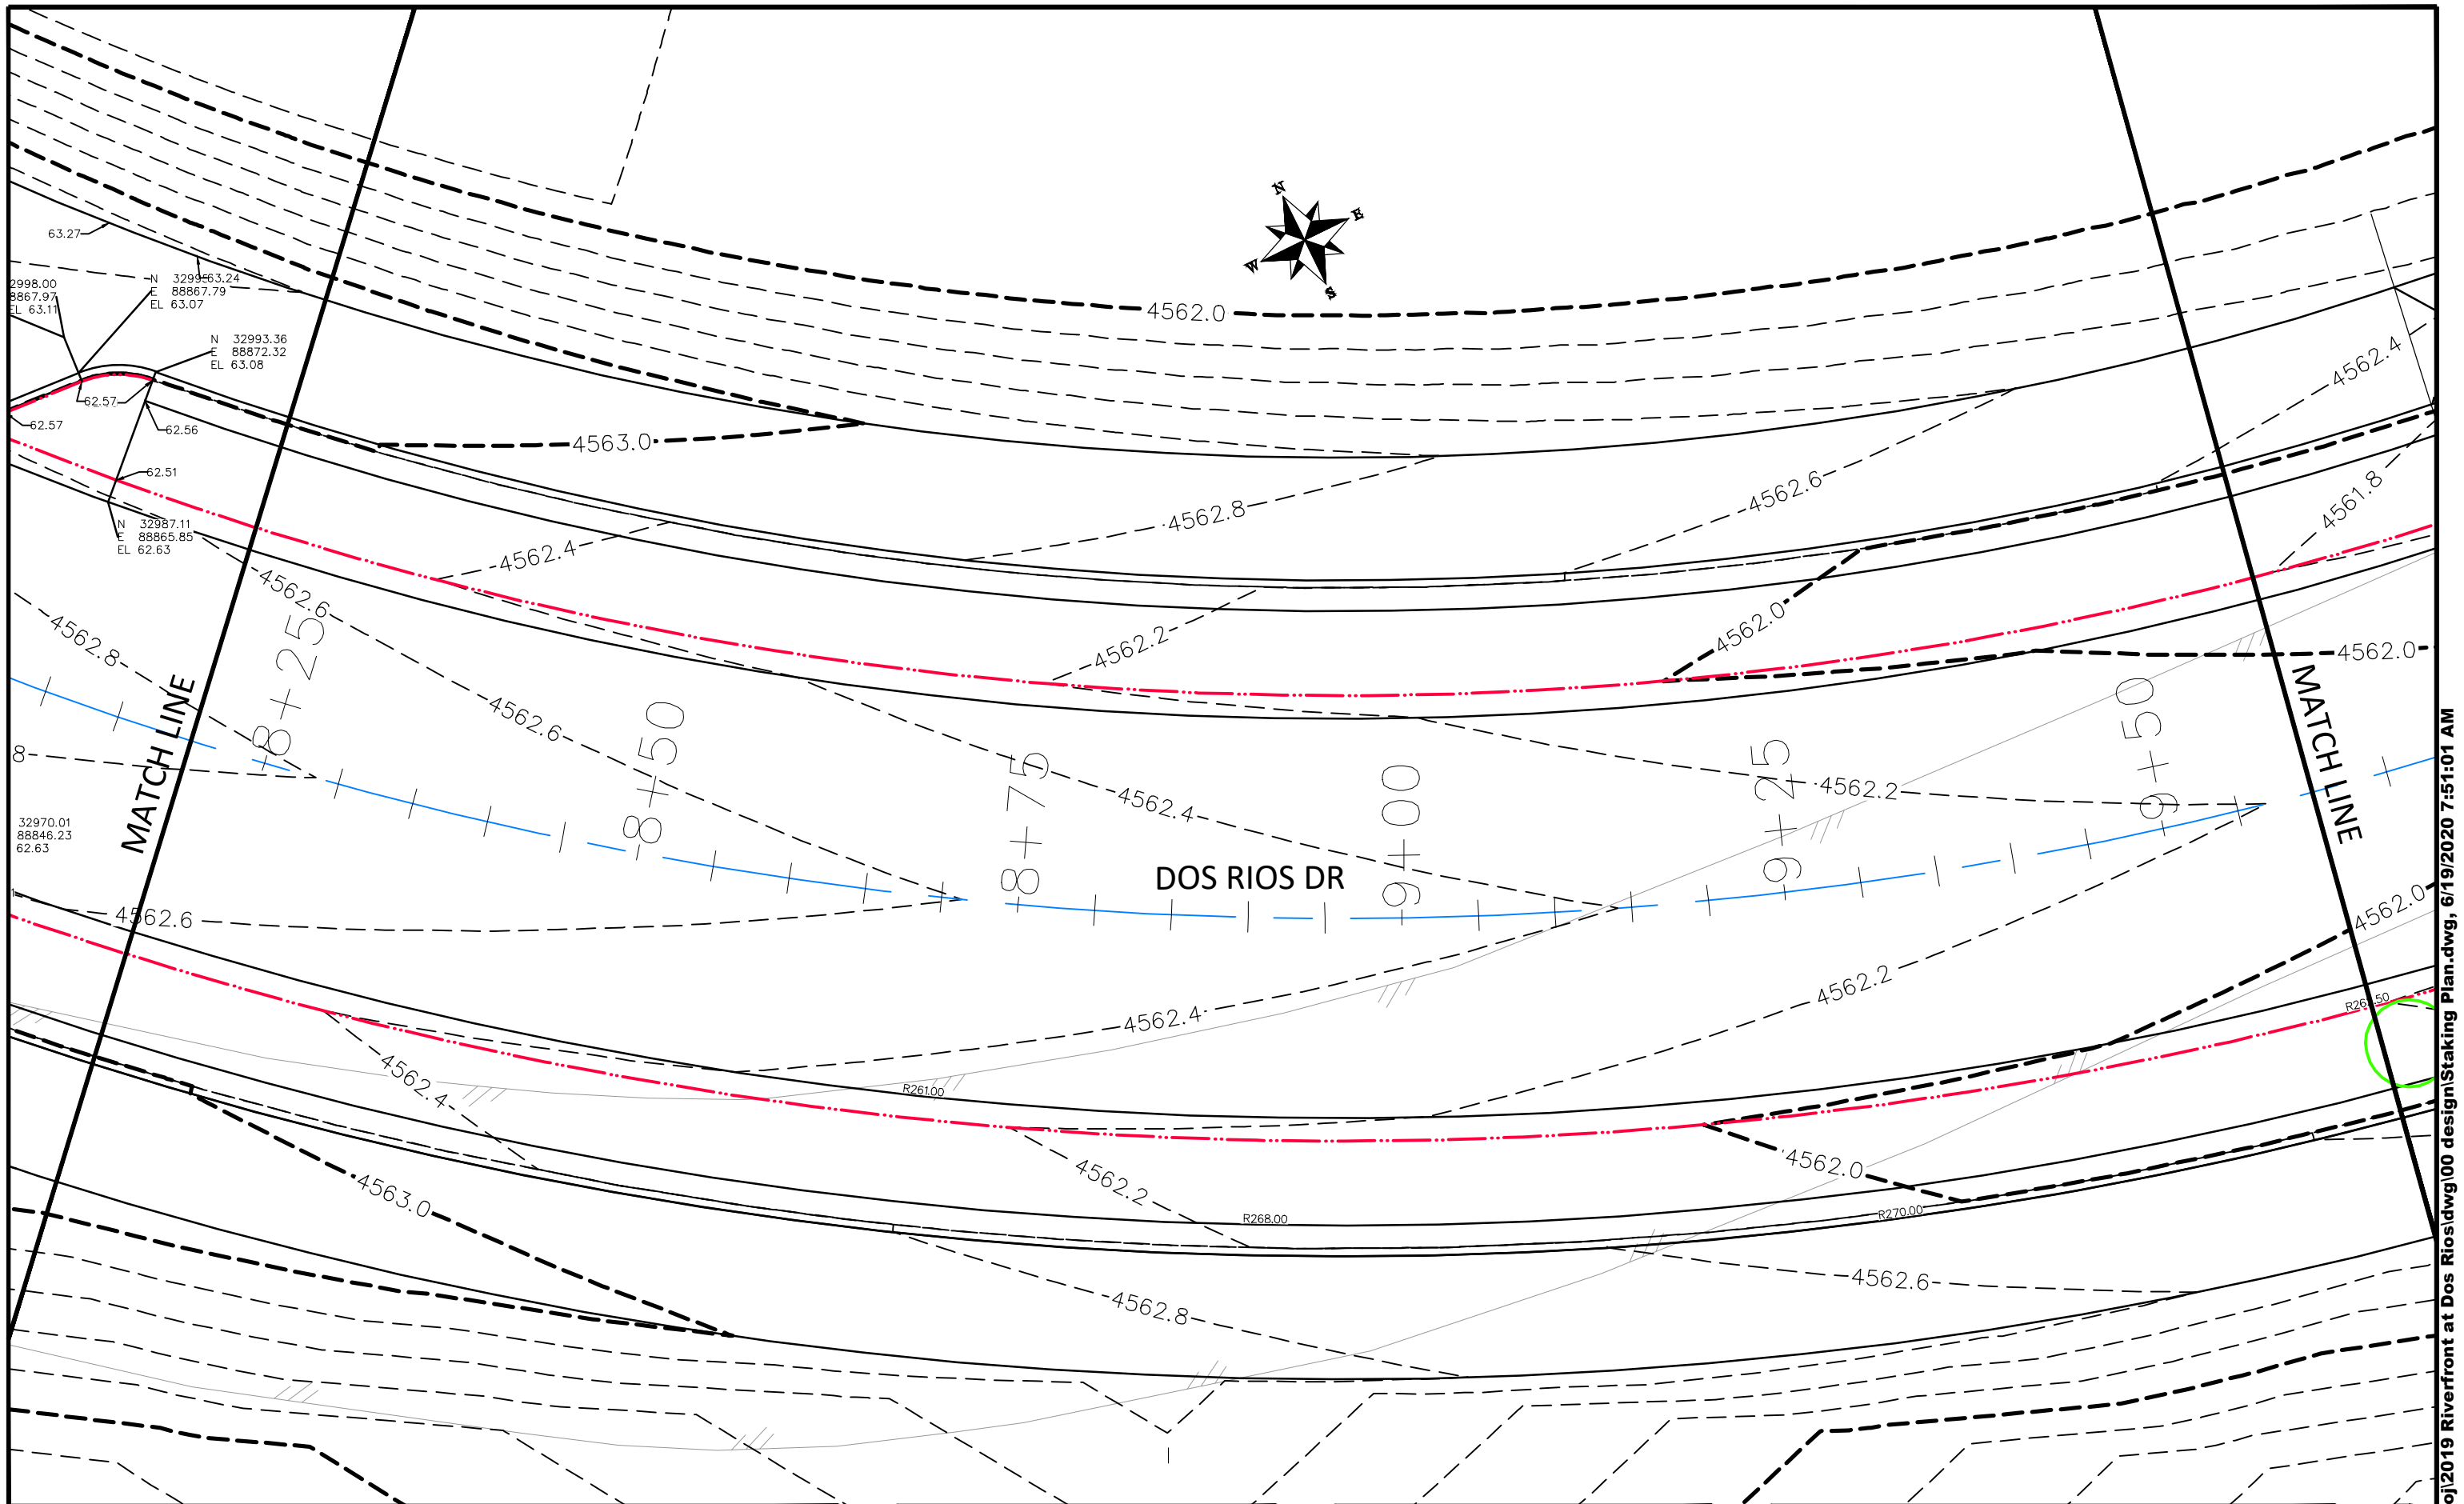 N
E
W
S
4562.0
63.27
2998.00
8867.97
EL 63.11
63.24
N
E 88867.79
EL 63.07
N 32993.36
E 88872.32
EL 63.08
62.57
62.57
62.56
62.51
4563.0
4562.4
4562.8
4562.6
4561.8
N 32987.11
E 88865.85
EL 62.63
4562.4
4562.6
4562.8
4562.2
4562.0
4562.0
8+25
4562.6
8+50
8+75
9+00
9+25
9+50
MATCH LINE
MATCH LINE
8
4562.4
4562.2
32970.01
88846.23
62.63
DOS RIOS DR
4562.6
4562.0
4562.2
4562.4
4562.4
R261.00
4562.2
4562.0
4563.0
R268.00
R270.00
4562.8
4562.6
oj\2019 Riverfront at Dos Rios\dwg\00 design\Staking Plan.dwg, 6/19/2020 7:51:01 AM